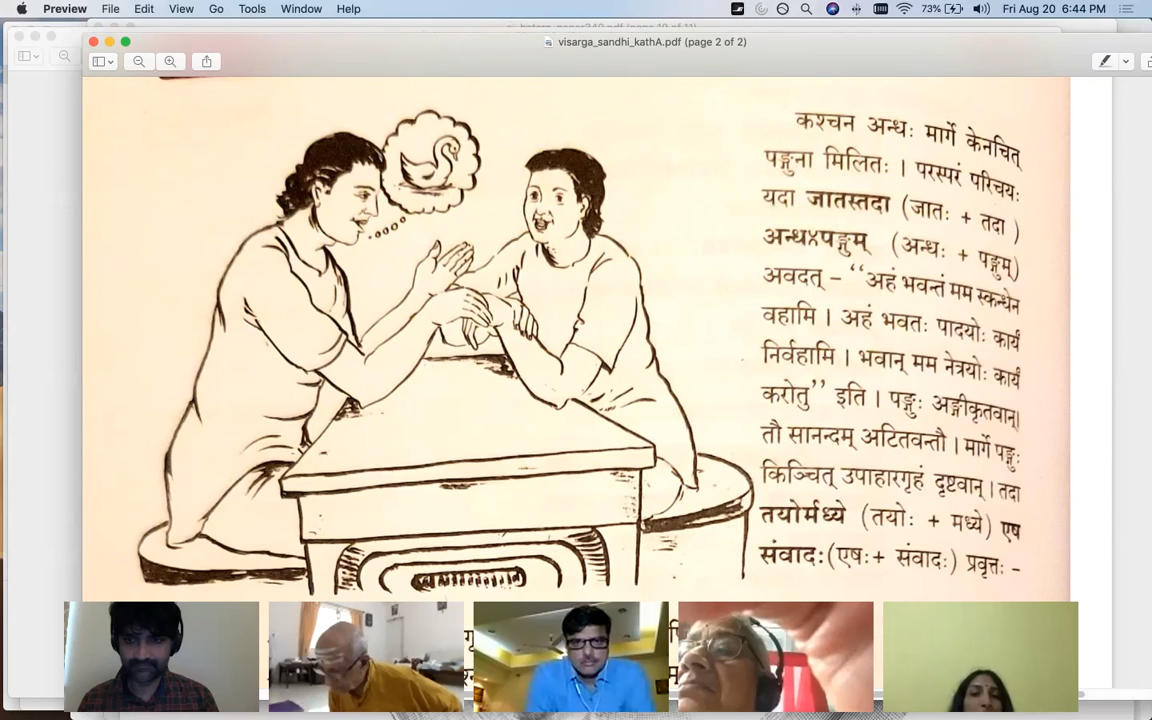 Preview File Edit View Go Tools Window Help
73% Fri Aug 20 6:44 PM
visarga_sandhi_kathA.pdf (page 2 of 2)
कश्चन अन्धः मार्गे केनचित्
पङ्गुना मिलितः । परस्परं परिचयः
यदा जातस्तदा (जातः + तदा )
अन्ध☓पङ्गुम् (अन्धः + पङ्गुम्)
अवदत् – “अहं भवन्तं मम स्कन्धेन
वहामि । अहं भवतः पादयोः कार्यं
निर्वहामि । भवान् मम नेत्रयोः कार्यं
करोतु” इति । पङ्गुः अङ्गीकृतवान्।
तौ सानन्दम् अटितवन्तौ । मार्गे पङ्गुः
किञ्चित् उपाहारगृहं दृष्टवान् । तदा
तयोर्मध्ये (तयोः + मध्ये) एष
संवादः(एषः+ संवादः) प्रवृत्तः –